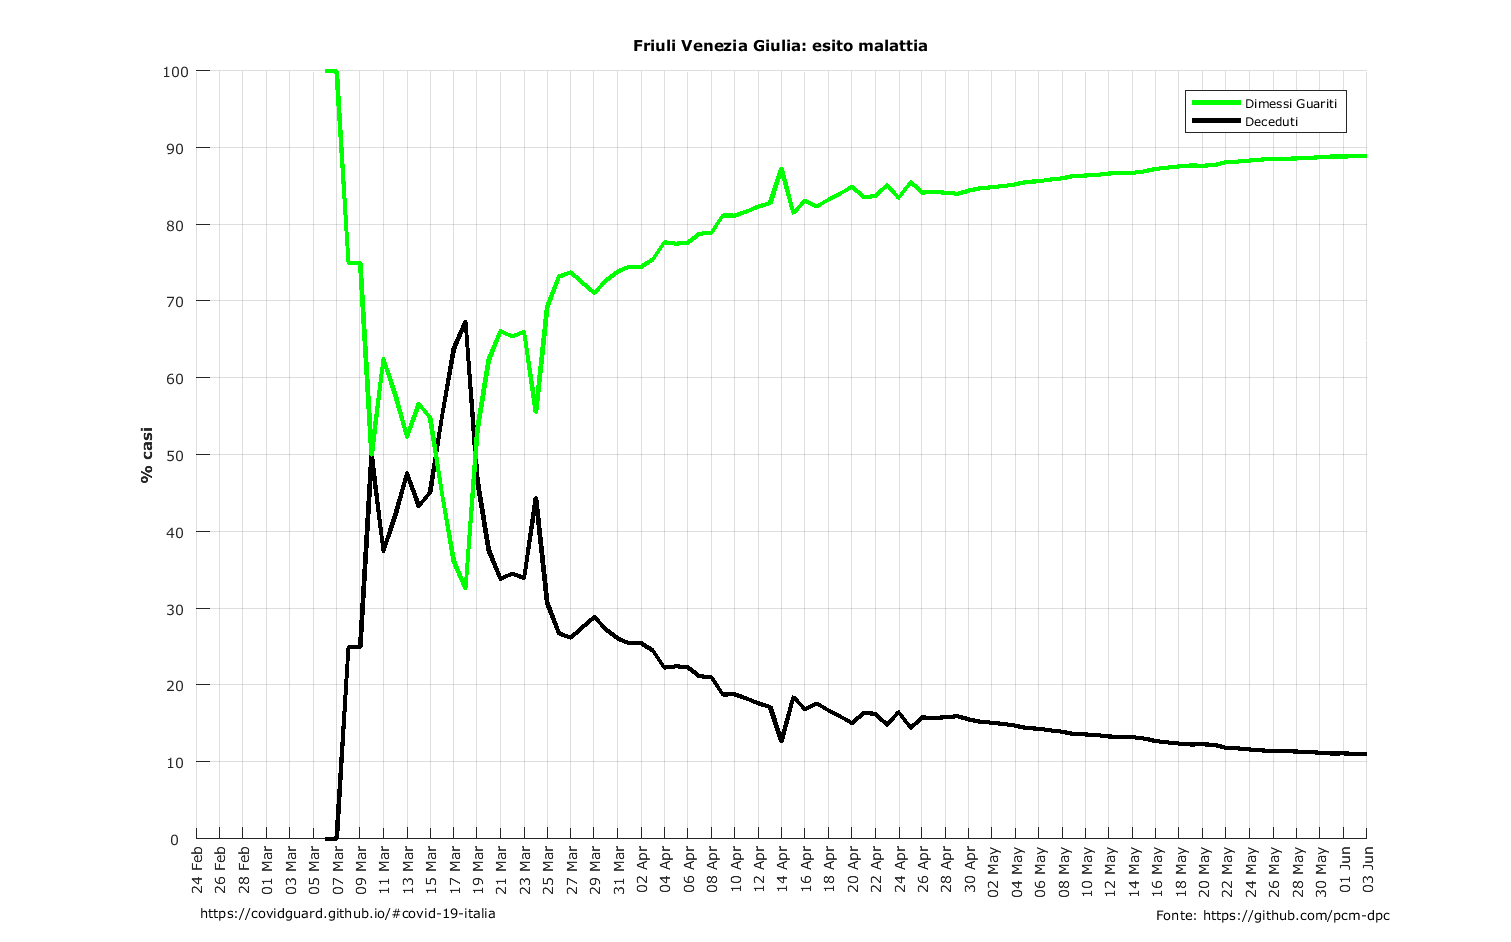 Friuli Venezia Giulia: esito malattia
Dimessi Guariti
Deceduti
% casi
100
90
80
70
60
50
40
30
20
10
0
24 Feb
26 Feb
28 Feb
01 Mar
03 Mar
05 Mar
07 Mar
09 Mar
11 Mar
13 Mar
15 Mar
17 Mar
19 Mar
21 Mar
23 Mar
25 Mar
27 Mar
29 Mar
31 Mar
02 Apr
04 Apr
06 Apr
08 Apr
10 Apr
12 Apr
14 Apr
16 Apr
18 Apr
20 Apr
22 Apr
24 Apr
26 Apr
28 Apr
30 Apr
02 May
04 May
06 May
08 May
10 May
12 May
14 May
16 May
18 May
20 May
22 May
24 May
26 May
28 May
30 May
01 Jun
03 Jun
https://covidguard.github.io/#covid-19-italia
Fonte: https://github.com/pcm-dpc